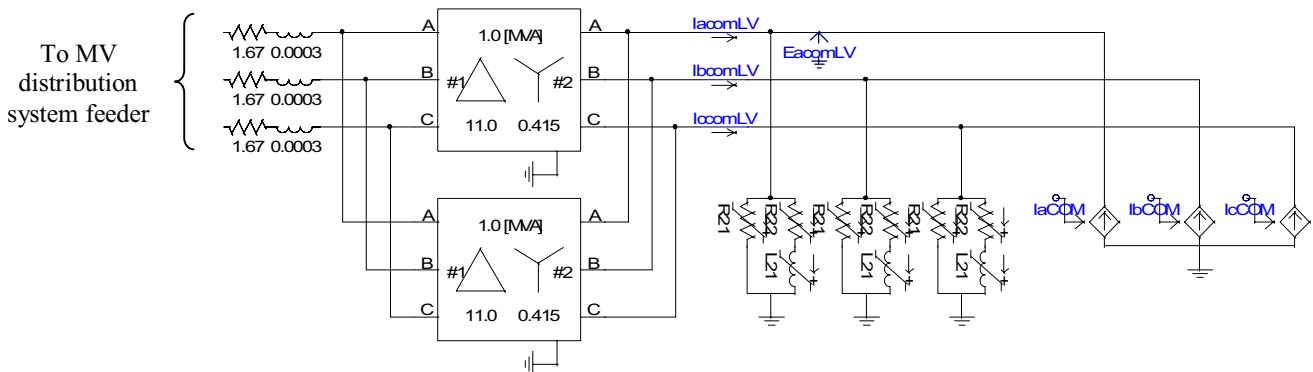 To MV
distribution
system feeder
1.67 0.0003
1.67 0.0003
1.67 0.0003
A
B
C
1.0 [MVA]
#1
#2
11.0
0.415
A
B
C
A
B
C
1.0 [MVA]
#1
#2
11.0
0.415
A
B
C
IacomLV
EacomLV
IbcomLV
IccomLV
R21
R22
L21
+
+
R21
R22
L21
+
+
R21
R22
L21
+
+
IaCOM
IbCOM
IcCOM